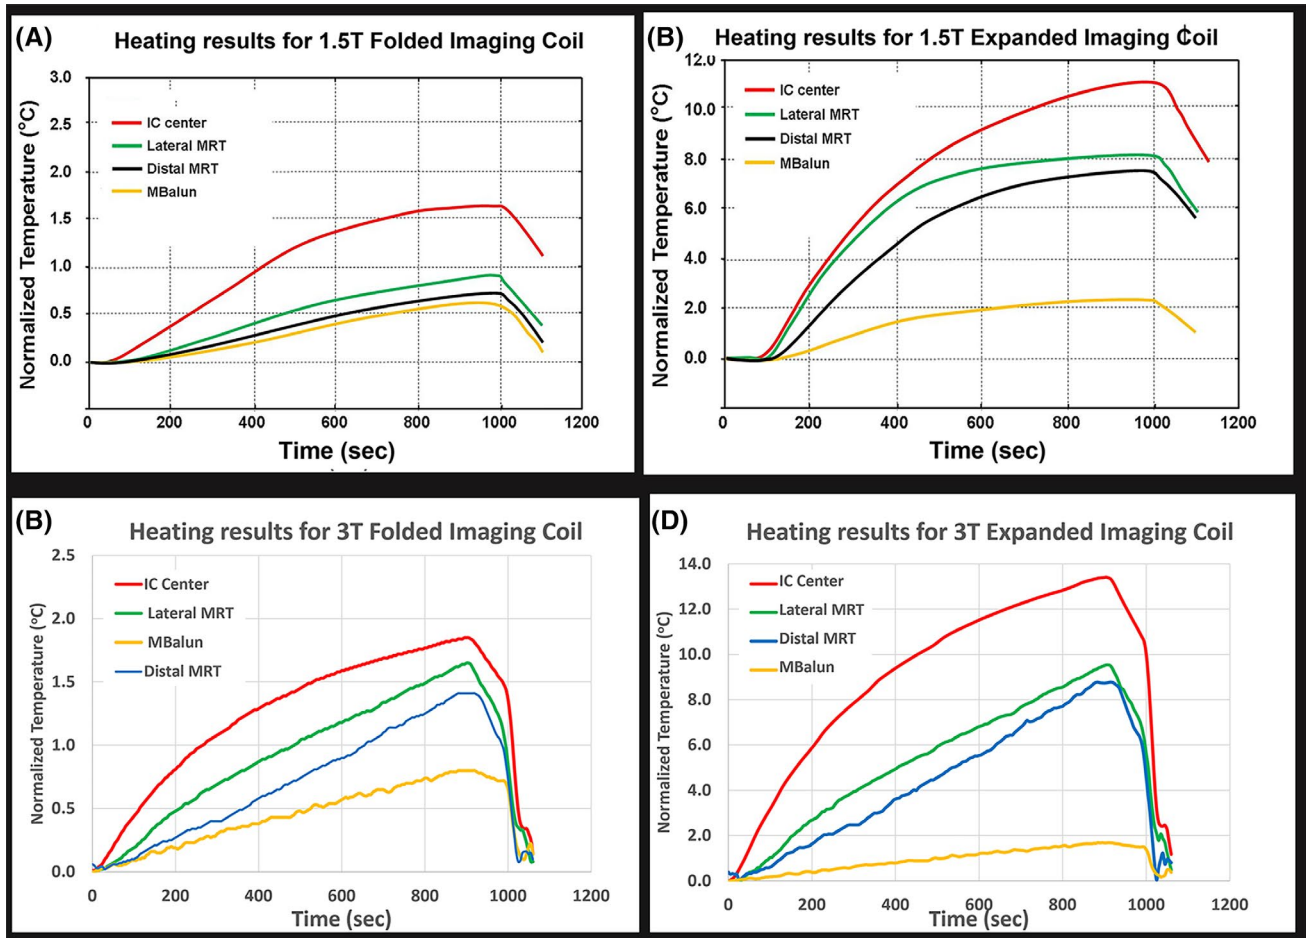 (A)
Heating results for 1.5T Folded Imaging Coil
Normalized Temperature (°C)
3.0
2.5
2.0
1.5
1.0
0.5
0.0
IC center
Lateral MRT
Distal MRT
MBalun
0 200 400 600 800 1000 1200
Time (sec)
(B)
Heating results for 1.5T Expanded Imaging Coil
Normalized Temperature (°C)
12.0
10.0
8.0
6.0
4.0
2.0
0.0
IC center
Lateral MRT
Distal MRT
MBalun
0 200 400 600 800 1000 1200
Time (sec)
(B)
Heating results for 3T Folded Imaging Coil
Normalized Temperature (°C)
2.5
2.0
1.5
1.0
0.5
0.0
IC Center
Lateral MRT
MBalun
Distal MRT
0 200 400 600 800 1000 1200
Time (sec)
(D)
Heating results for 3T Expanded Imaging Coil
Normalized Temperature (°C)
14.0
12.0
10.0
8.0
6.0
4.0
2.0
0.0
IC Center
Lateral MRT
Distal MRT
MBalun
0 200 400 600 800 1000 1200
Time (sec)